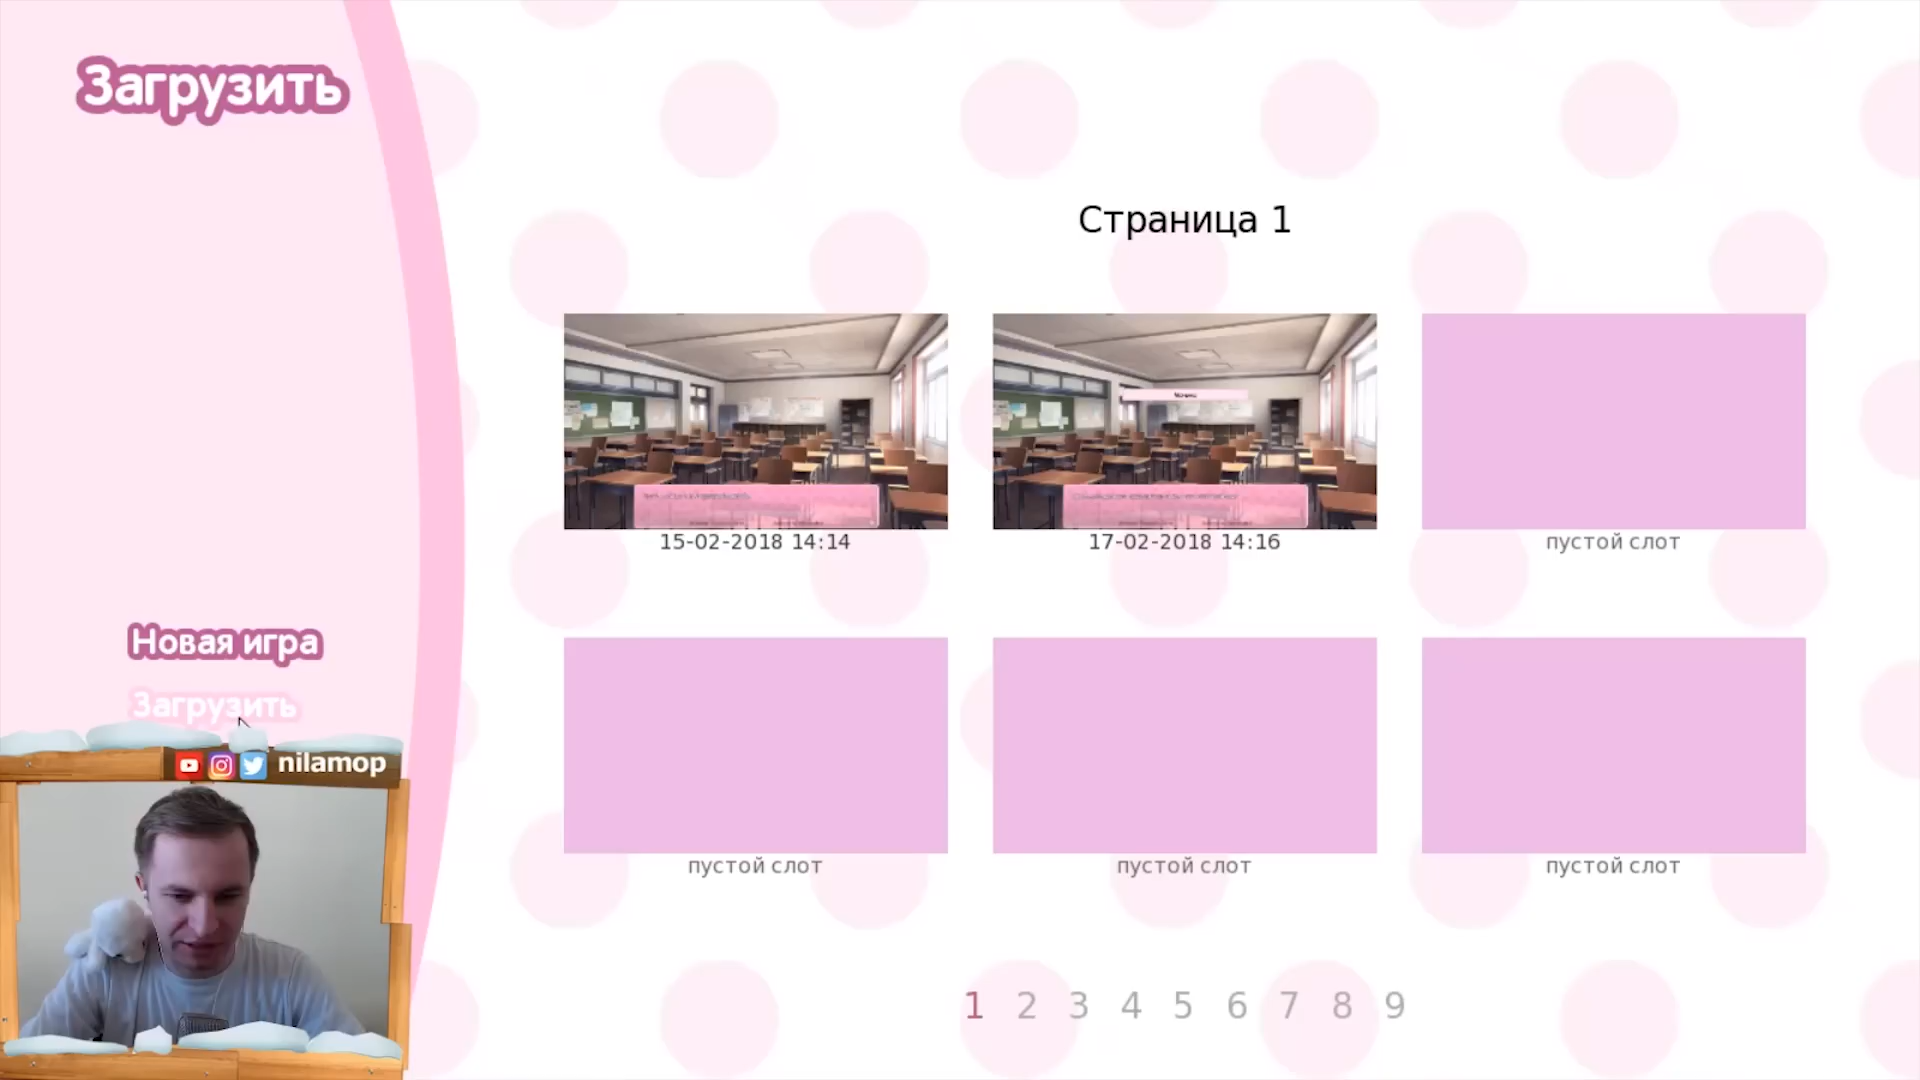 Загрузить
Страница 1
15-02-2018 14:14
17-02-2018 14:16
пустой слот
Новая игра
Загрузить
nilamop
пустой слот
пустой слот
пустой слот
1 2 3 4 5 6 7 8 9